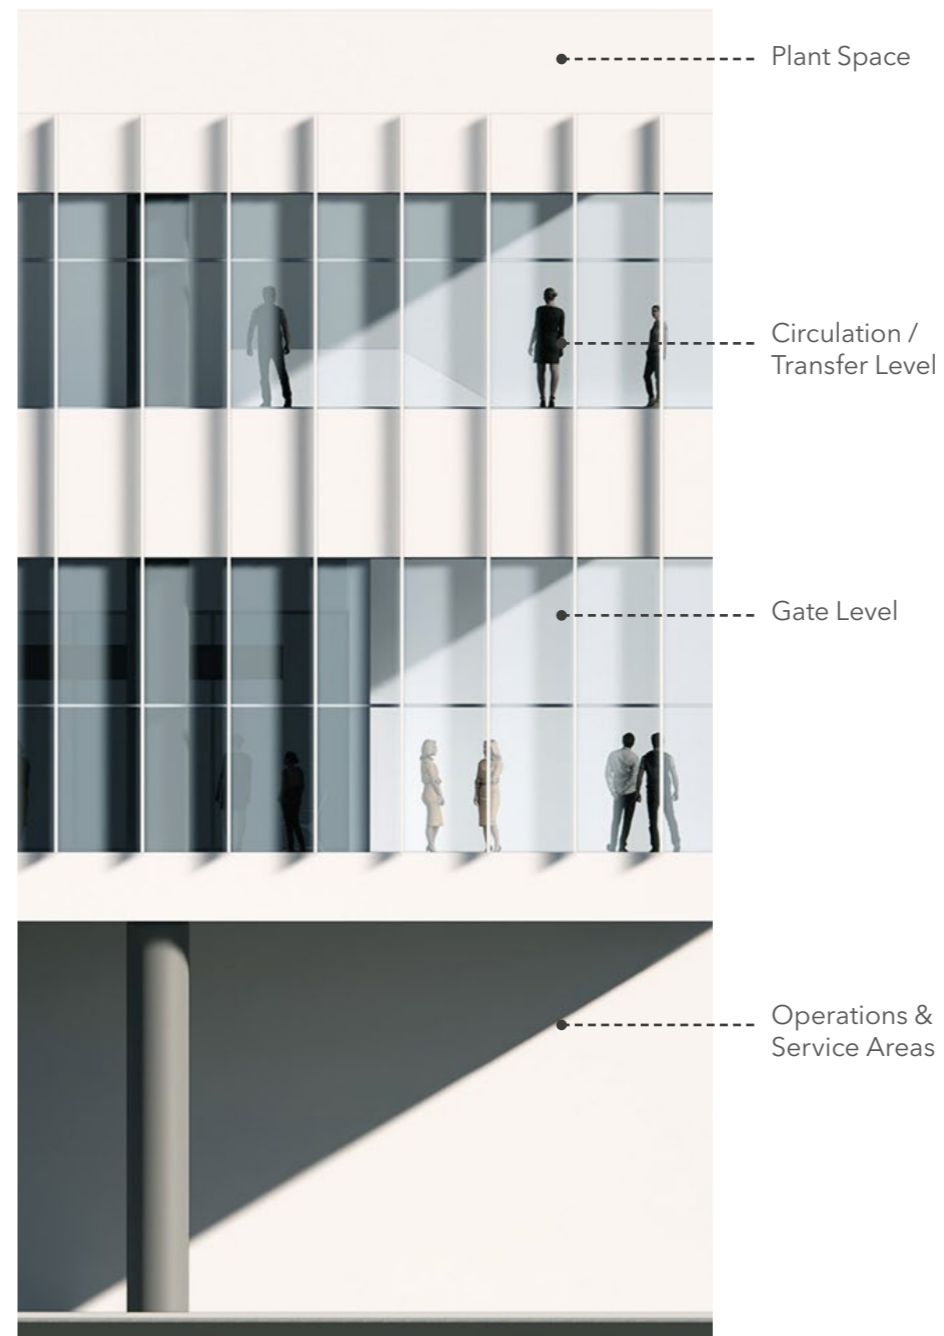 Plant Space
Circulation /
Transfer Level
Gate Level
Operations &
Service Areas